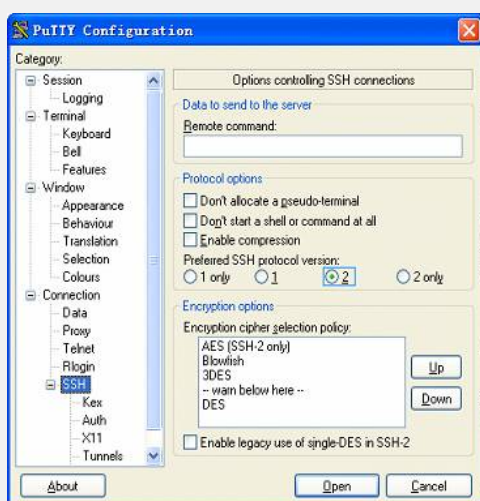 PuTTY Configuration
Category:
Session
Logging
Terminal
Keyboard
Bell
Features
Window
Appearance
Behaviour
Translation
Selection
Colours
Connection
Data
Proxy
Telnet
Rlogin
SSH
Kex
Auth
X11
Tunnels
Options controlling SSH connections
Data to send to the server
Remote command:
Protocol options
Don't allocate a pseudo-terminal
Don't start a shell or command at all
Enable compression
Preferred SSH protocol version:
1 only 1 2 2 only
Encryption options
Encryption cipher selection policy:
AES (SSH-2 only)
Blowfish
3DES
-- warn below here --
DES
Up
Down
Enable legacy use of single-DES in SSH-2
About Open Cancel